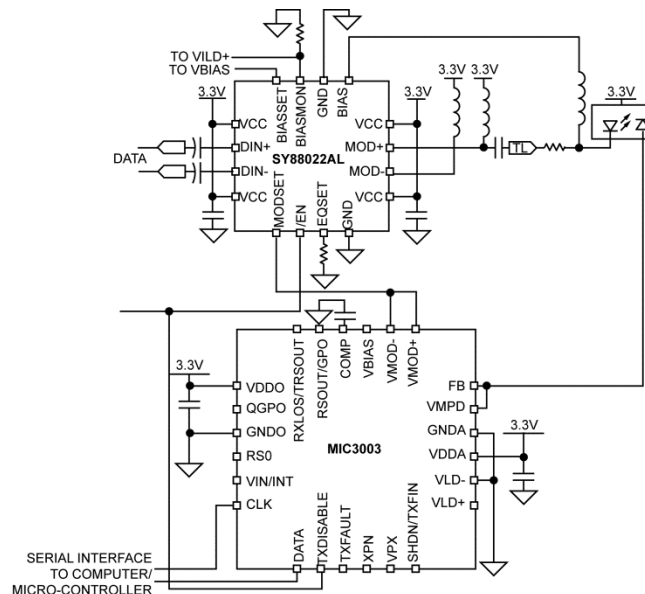 TO VILD+
TO VBIAS
3.3V
BIASSET
BIASMON
GND
BIAS
3.3V
3.3V
3.3V
3.3V
3.3V
VCC
DIN+
DIN-
VCC
DATA
SY88022AL
VCC
MOD+
MOD-
VCC
TL
MODSET
/EN
EQSET
GND
3.3V
RXLOS/TRSOUT
RSOUT/GPO
COMP
VBIAS
VMOD-
VMOD+
VDDO
QGPO
GNDO
RS0
VIN/INT
CLK
MIC3003
FB
VMPD
GNDA
VDDA
VLD-
VLD+
3.3V
DATA
TXDISABLE
TXFAULT
XPN
VPX
SHDN/TXFIN
SERIAL INTERFACE
TO COMPUTER/
MICRO-CONTROLLER